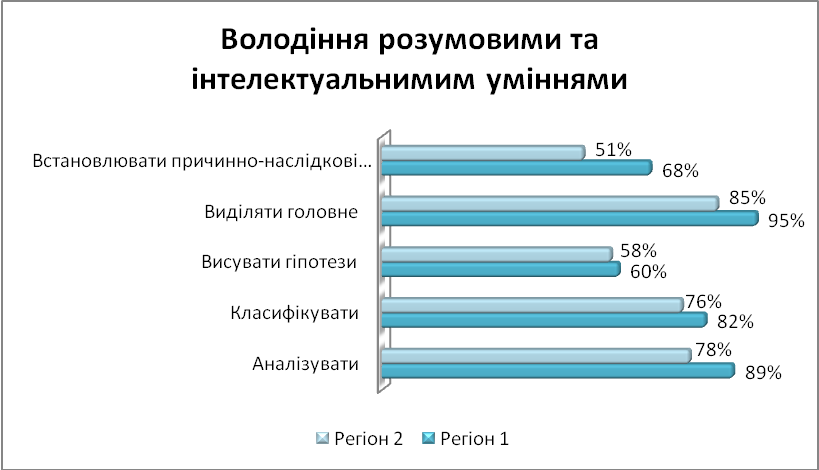 Володіння розумовими та
інтелектуальнимим уміннями
Встановлювати причинно-наслідкові...
51%
68%
Виділяти головне
85%
95%
Висувати гіпотези
58%
60%
Класифікувати
76%
82%
Аналізувати
78%
89%
Регіон 2
Регіон 1